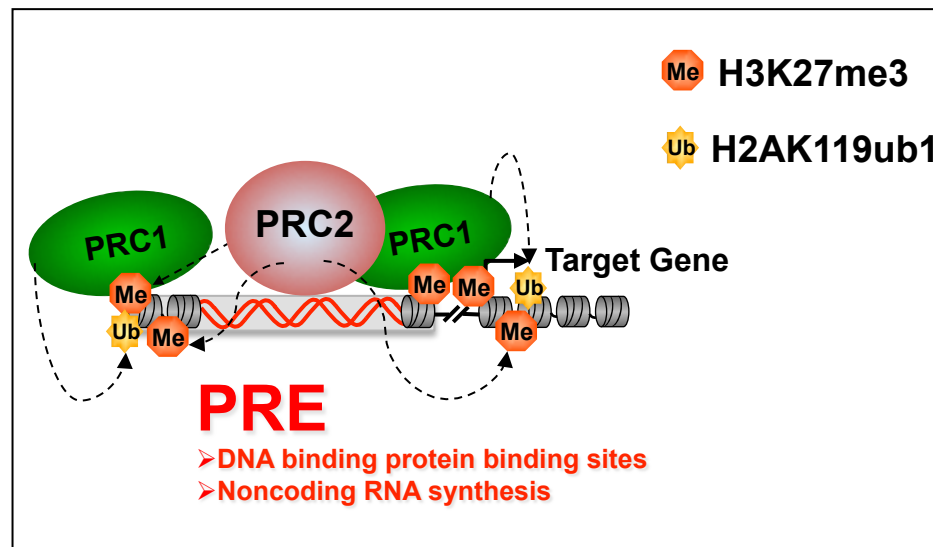 Me H3K27me3
Ub H2AK119ub1
PRC1
PRC2
PRC1
Target Gene
Me
Me
Me
Ub
Ub
Me
Me
PRE
➢DNA binding protein binding sites
➢Noncoding RNA synthesis